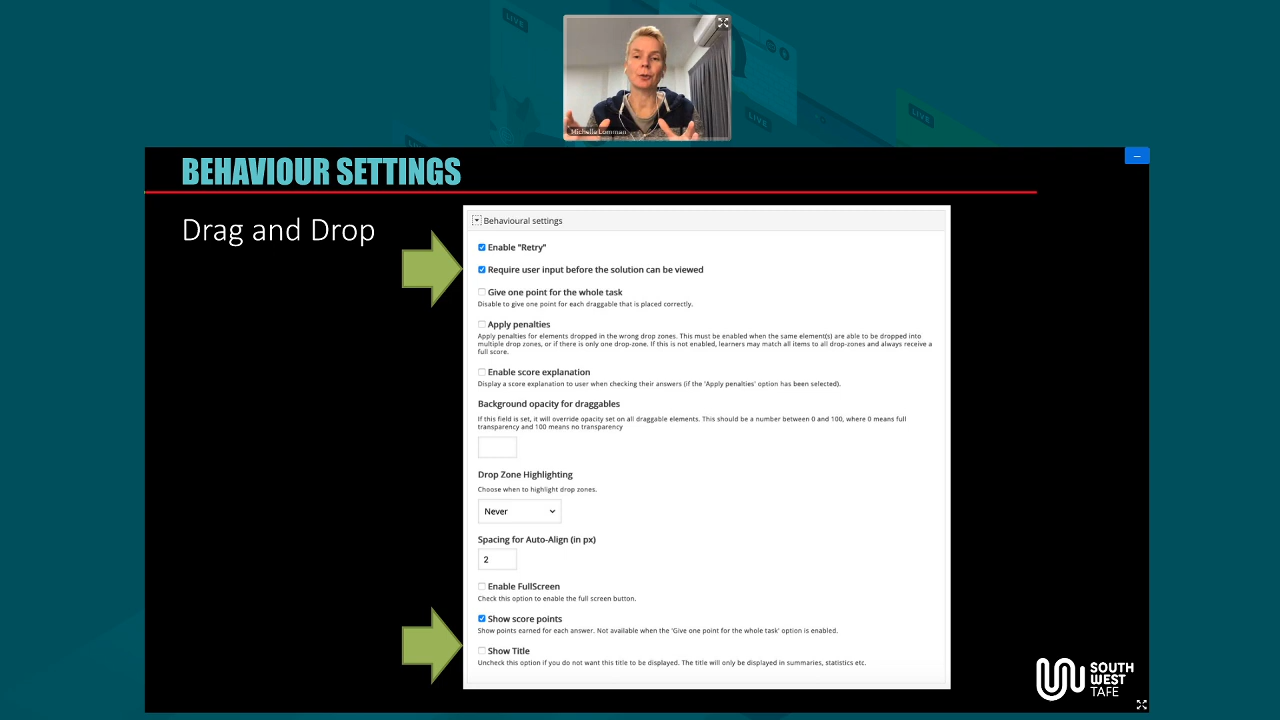 LIVE
LIVE
LIVE
Michelle Lomman
BEHAVIOUR SETTINGS
Drag and Drop
Behavioural settings
Enable "Retry"
Require user input before the solution can be viewed
Give one point for the whole task
Disable to give one point for each draggable that is placed correctly.
Apply penalties
Apply penalties for elements dropped in the wrong drop zones. This must be enabled when the same element(s) are able to be dropped into
multiple drop zones, or if there is only one drop-zone. If this is not enabled, learners may match all items to all drop-zones and always receive a
full score.
Enable score explanation
Display a score explanation to user when checking their answers (if the 'Apply penalties' option has been selected).
Background opacity for draggables
If this field is set, it will override opacity set on all draggable elements. This should be a number between 0 and 100, where 0 means full
transparency and 100 means no transparency
Drop Zone Highlighting
Choose when to highlight drop zones.
Never
Spacing for Auto-Align (in px)
2
Enable FullScreen
Check this option to enable the full screen button.
Show score points
Show points earned for each answer. Not available when the 'Give one point for the whole task' option is enabled.
Show Title
Uncheck this option if you do not want this title to be displayed. The title will only be displayed in summaries, statistics etc.
SOUTH
WEST
TAFE